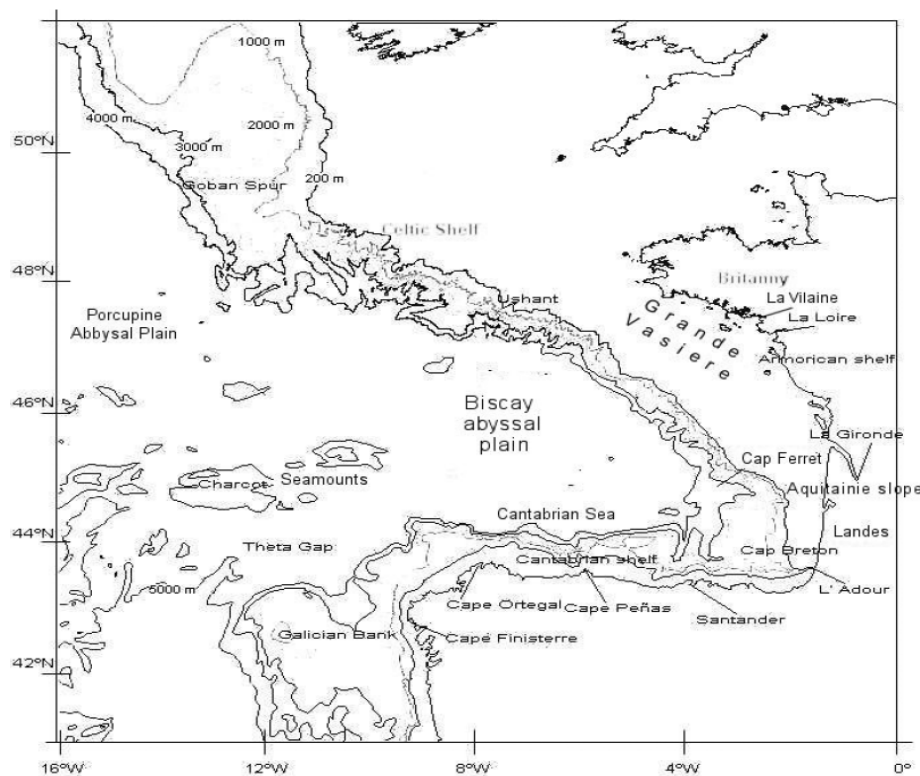 1000 m
4000 m
2000 m
50ºN
3000 m
Goban Spur
200 m
Celtic Shelf
48ºN
Britanny
Ushant
La Vilaine
Porcupine
Abbysal Plain
La Loire
Grande
Vasiere
Armorican shelf
46ºN
Biscay
abyssal
plain
La Gironde
Cap Ferret
Charcot
Seamounts
Aquitainie slope
Cantabrian Sea
44ºN
Landes
Theta Gap
Cantabrian shelf
Cap Breton
5000 m
L' Adour
Cape Ortegal
Cape Peñas
Santander
Galician Bank
Cape Finisterre
42ºN
16ºW
12ºW
8ºW
4ºW
0º